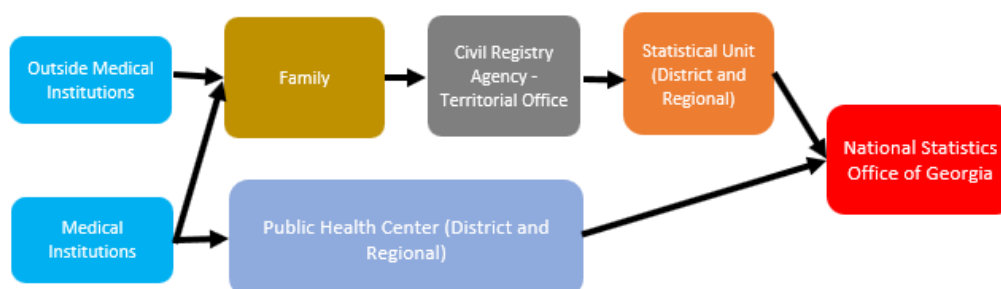 Outside Medical
Institutions
Family
Civil Registry
Agency -
Territorial Office
Statistical Unit
(District and
Regional)
National Statistics
Office of Georgia
Medical
Institutions
Public Health Center (District and
Regional)